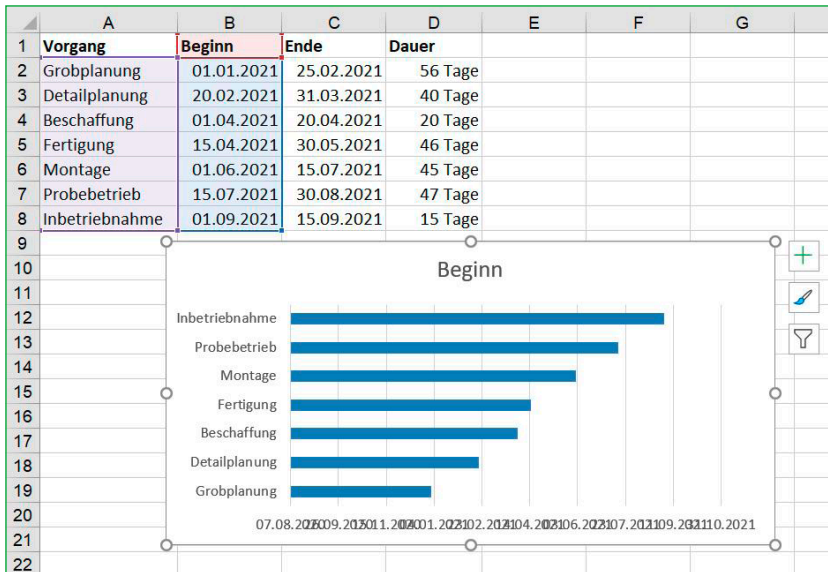 A B C D E F G
1 Vorgang Beginn Ende Dauer
2 Grobplanung 01.01.2021 25.02.2021 56 Tage
3 Detailplanung 20.02.2021 31.03.2021 40 Tage
4 Beschaffung 01.04.2021 20.04.2021 20 Tage
5 Fertigung 15.04.2021 30.05.2021 46 Tage
6 Montage 01.06.2021 15.07.2021 45 Tage
7 Probebetrieb 15.07.2021 30.08.2021 47 Tage
8 Inbetriebnahme 01.09.2021 15.09.2021 15 Tage
9
10
11
12
13
14
15
16
17
18
19
20
21
22
Beginn
Inbetriebnahme
Probebetrieb
Montage
Fertigung
Beschaffung
Detailplanung
Grobplanung